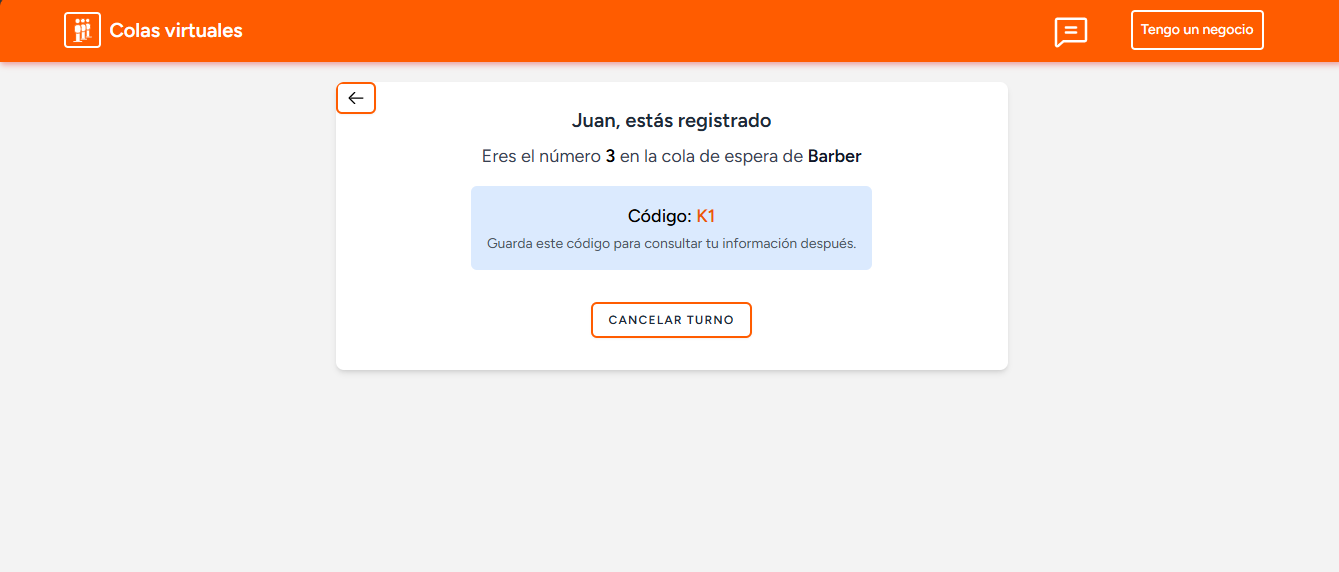 Colas virtuales
Tengo un negocio
Juan, estás registrado
Eres el número 3 en la cola de espera de Barber
Código: K1
Guarda este código para consultar tu información después.
CANCELAR TURNO